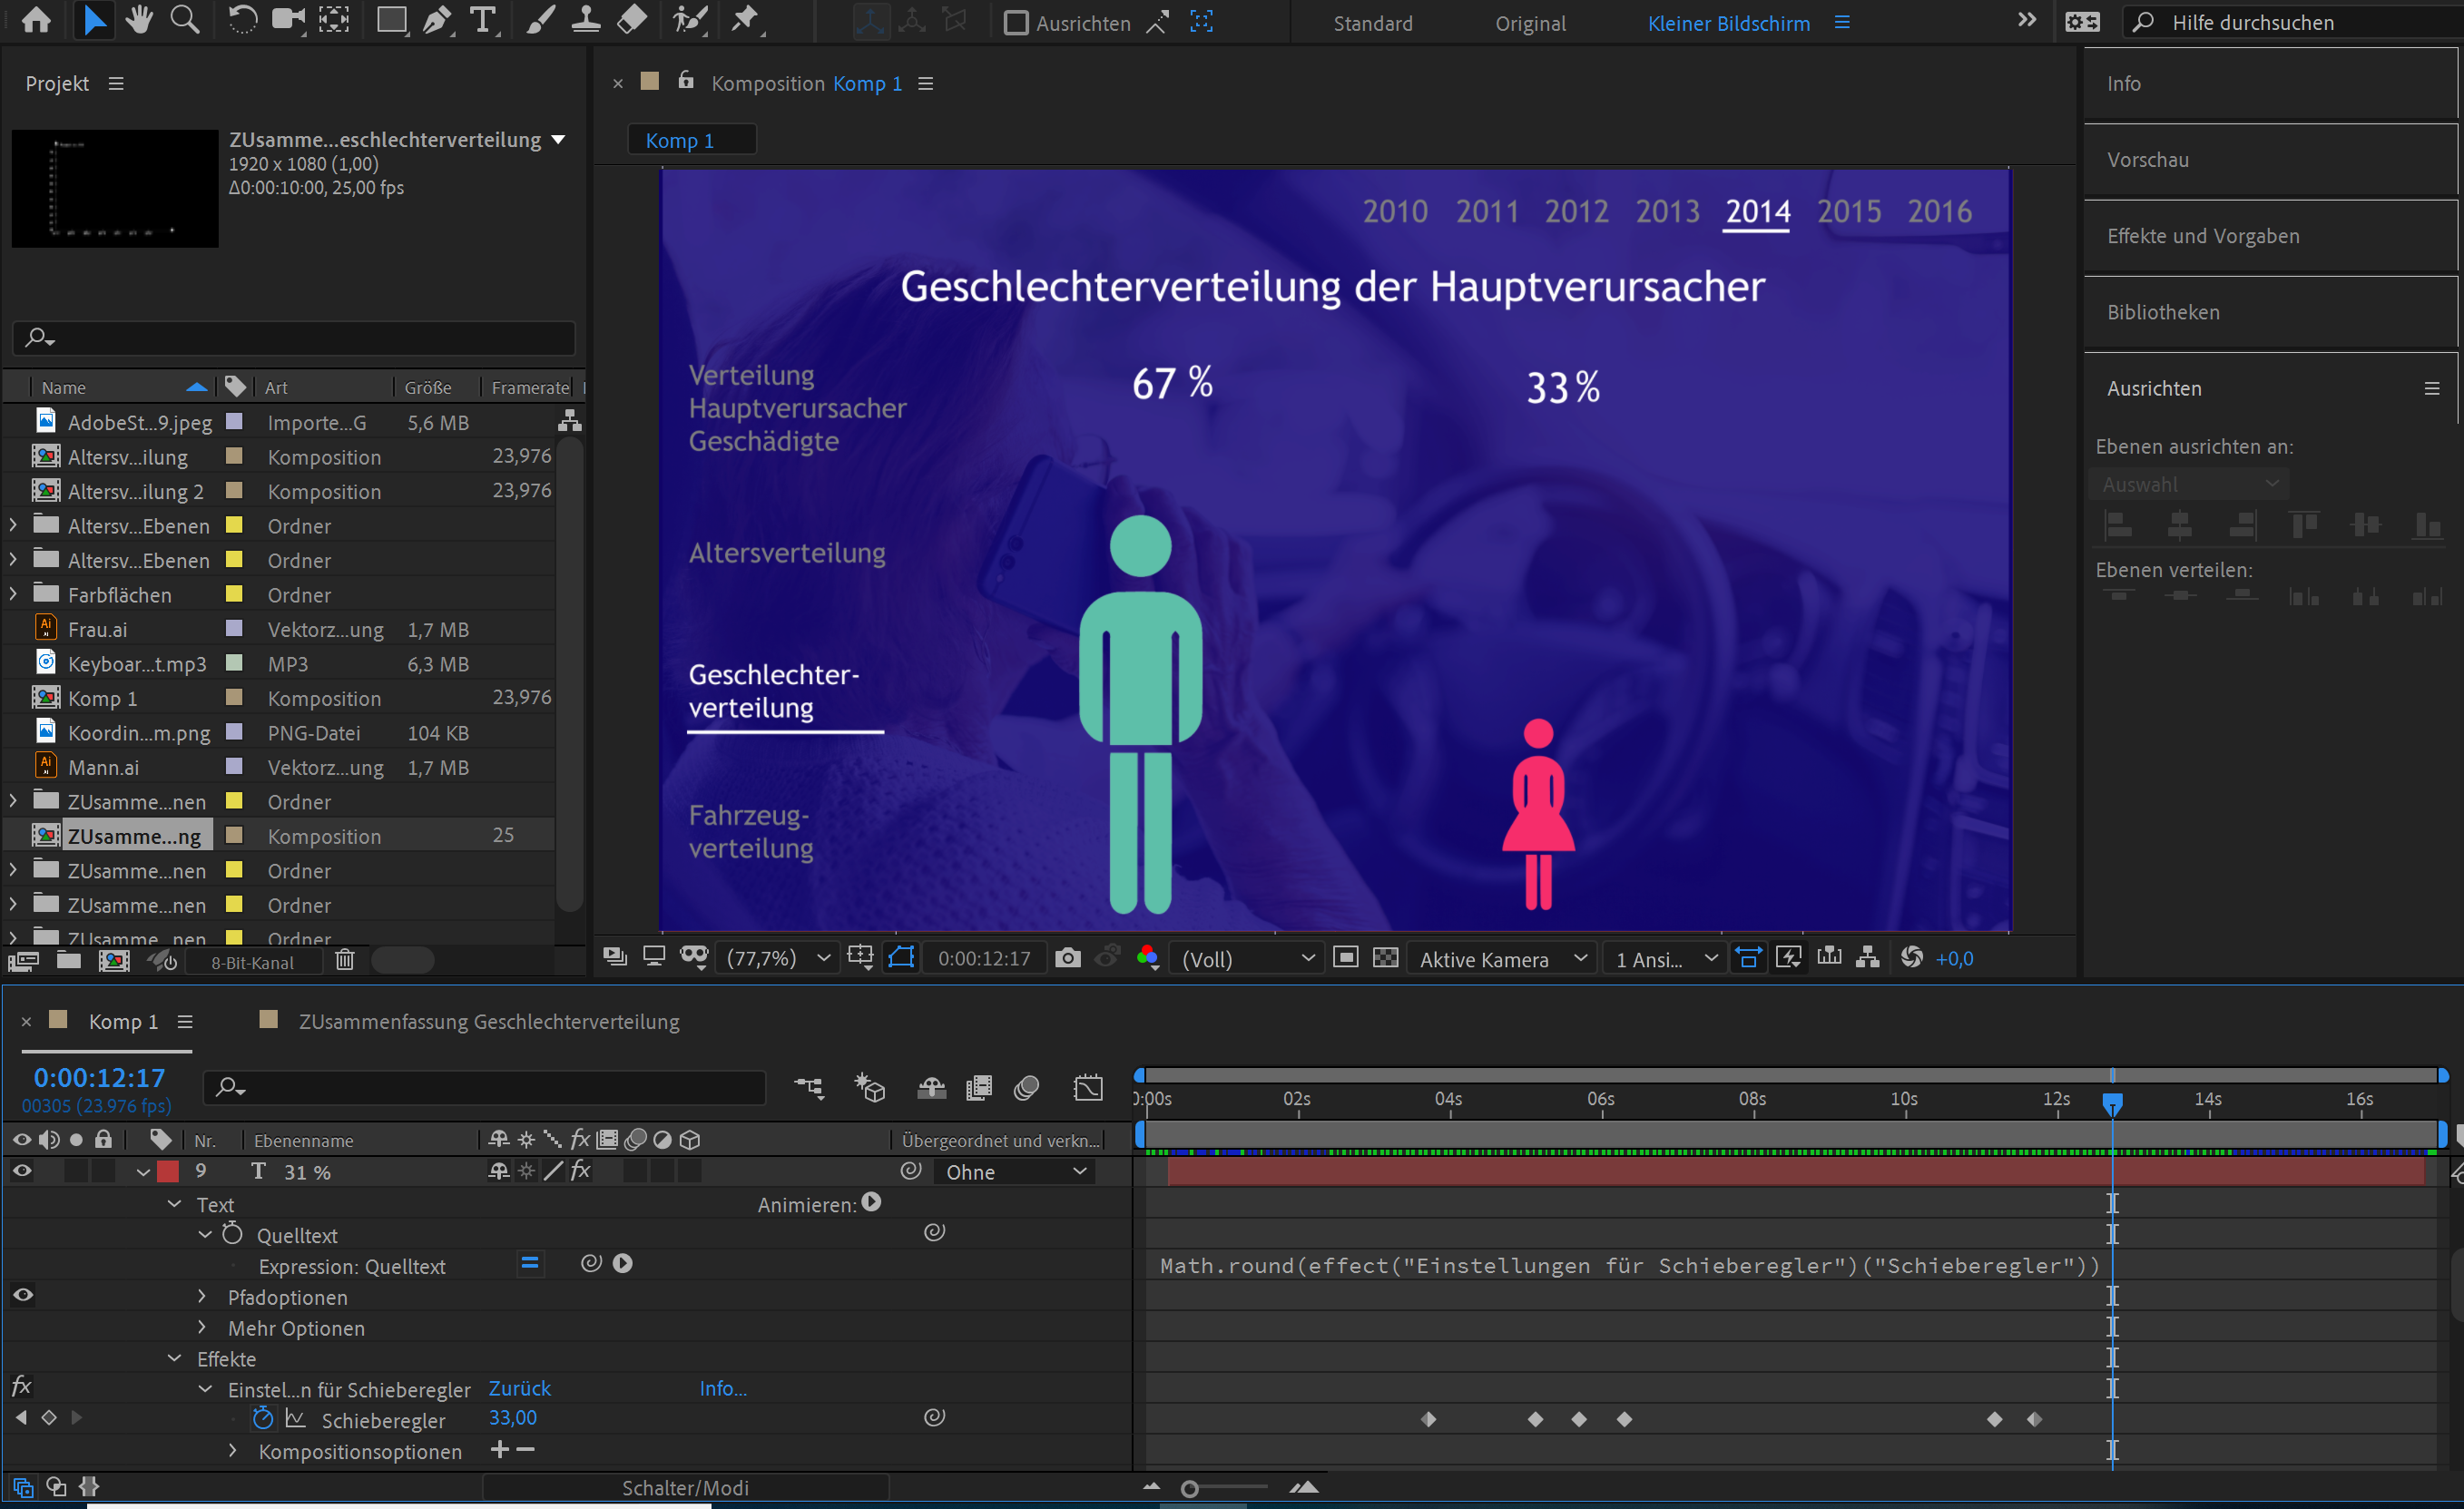 Ausrichten
Standard
Original
Kleiner Bildschirm
Hilfe durchsuchen
Projekt
ZUsamme...eschlechterverteilung
1920 x 1080 (1,00)
Δ0:00:10:00, 25,00 fps
Name Art Größe Framerate
AdobeSt...9.jpeg Importe...G 5,6 MB
Altersv...ilung Komposition 23,976
Altersv...ilung 2 Komposition 23,976
Altersv...Ebenen Ordner
Altersv...Ebenen Ordner
Farbflächen Ordner
Frau.ai Vektorz...ung 1,7 MB
Keyboar...t.mp3 MP3 6,3 MB
Komp 1 Komposition 23,976
Koordin...m.png PNG-Datei 104 KB
Mann.ai Vektorz...ung 1,7 MB
ZUsamme...nen Ordner
ZUsamme...ng Komposition 25
ZUsamme...nen Ordner
ZUsamme...nen Ordner
ZUsamme...nen Ordner
8-Bit-Kanal
Komposition Komp 1
Komp 1
2010 2011 2012 2013 2014 2015 2016
Geschlechterverteilung der Hauptverursacher
Verteilung
Hauptverursacher
Geschädigte
67 %
33 %
Altersverteilung
Geschlechter-
verteilung
Fahrzeug-
verteilung
(77,7%)
0:00:12:17
(Voll)
Aktive Kamera
1 Ansi...
+0,0
Info
Vorschau
Effekte und Vorgaben
Bibliotheken
Ausrichten
Ebenen ausrichten an:
Auswahl
Ebenen verteilen:
Komp 1
ZUsammenfassung Geschlechterverteilung
0:00:12:17
00305 (23.976 fps)
Nr. Ebenenname
Übergeordnet und verkn...
0:00s 02s 04s 06s 08s 10s 12s 14s 16s
9 T 31 % fx Ohne
Text Animieren:
Quelltext
Expression: Quelltext
Math.round(effect("Einstellungen für Schieberegler")("Schieberegler"))
Pfadoptionen
Mehr Optionen
Effekte
fx Einstel...n für Schieberegler Zurück Info...
Schieberegler 33,00
Kompositionsoptionen
Schalter/Modi